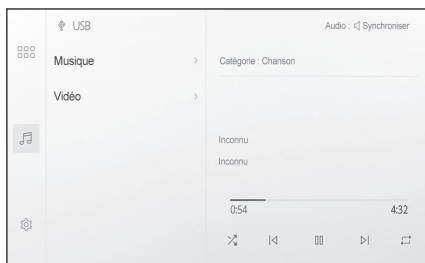 USB
Audio : Synchroniser
Musique
Catégorie : Chanson
Vidéo
Inconnu
Inconnu
0:54
4:32